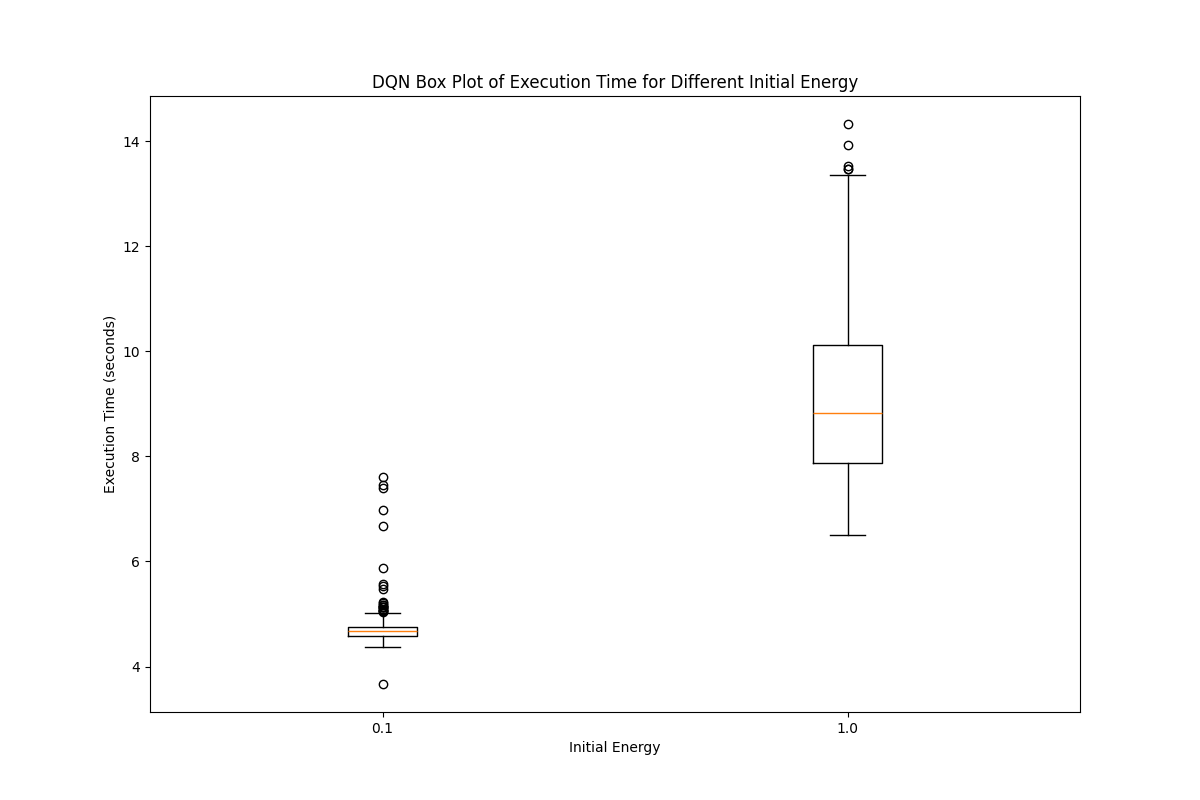 DQN Box Plot of Execution Time for Different Initial Energy
14
12
10
8
6
4
Execution Time (seconds)
0.1
1.0
Initial Energy